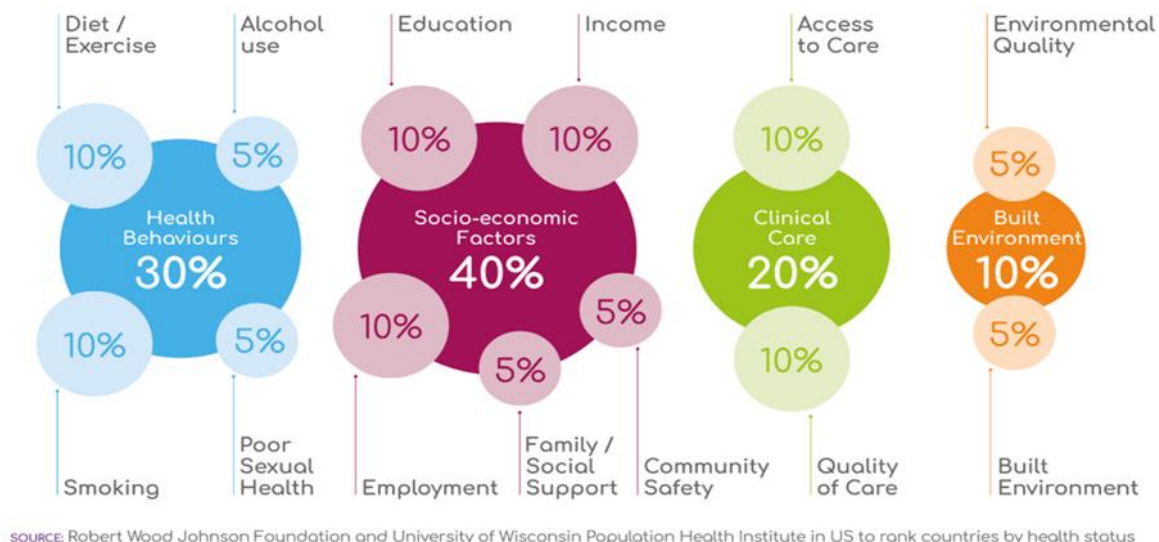 Diet /
Exercise
Alcohol
use
Education
Income
Access
to Care
Environmental
Quality
10%
5%
10%
10%
10%
5%
Health
Behaviours
30%
Socio-economic
Factors
40%
Clinical
Care
20%
Built
Environment
10%
10%
5%
10%
5%
5%
10%
5%
Smoking
Poor
Sexual
Health
Employment
Family /
Social
Support
Community
Safety
Quality
of Care
Built
Environment
SOURCE: Robert Wood Johnson Foundation and University of Wisconsin Population Health Institute in US to rank countries by health status